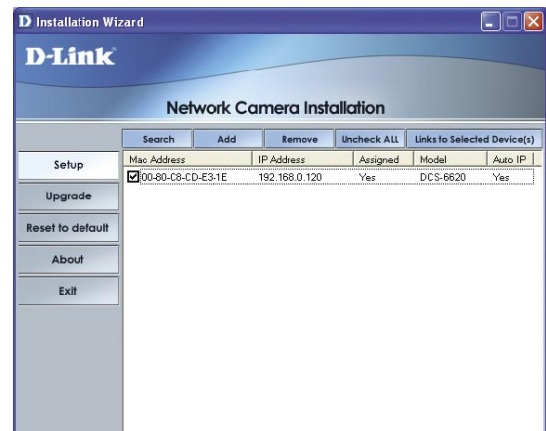 D Installation Wizard
D-Link
Network Camera Installation
Search Add Remove Uncheck ALL Links to Selected Device(s)
Mac Address IP Address Assigned Model Auto IP
00-80-C8-CD-E3-1E 192.168.0.120 Yes DCS-6620 Yes
Setup
Upgrade
Reset to default
About
Exit